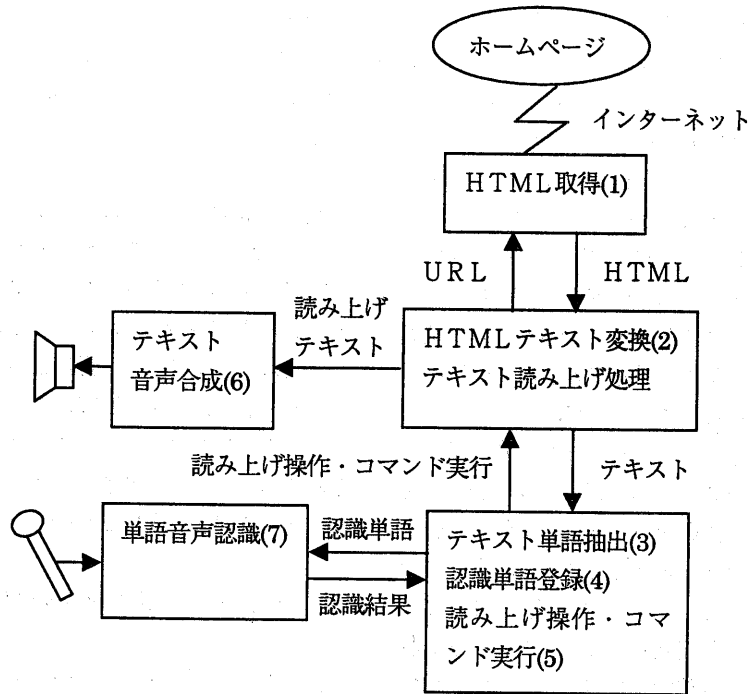 ホームページ
インターネット
HTML取得(1)
URL
HTML
読み上げ
テキスト
テキスト
音声合成(6)
HTMLテキスト変換(2)
テキスト読み上げ処理
読み上げ操作・コマンド実行
テキスト
単語音声認識(7)
認識単語
認識結果
テキスト単語抽出(3)
認識単語登録(4)
読み上げ操作・コマ
ンド実行(5)